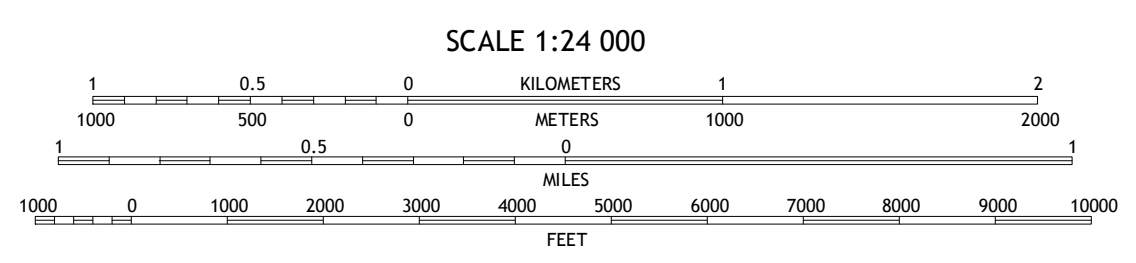 SCALE 1:24 000
1 0.5 0 KILOMETERS 1 2
1000 500 0 METERS 1000 2000
1 0.5 0 1
MILES
1000 0 1000 2000 3000 4000 5000 6000 7000 8000 9000 10000
FEET